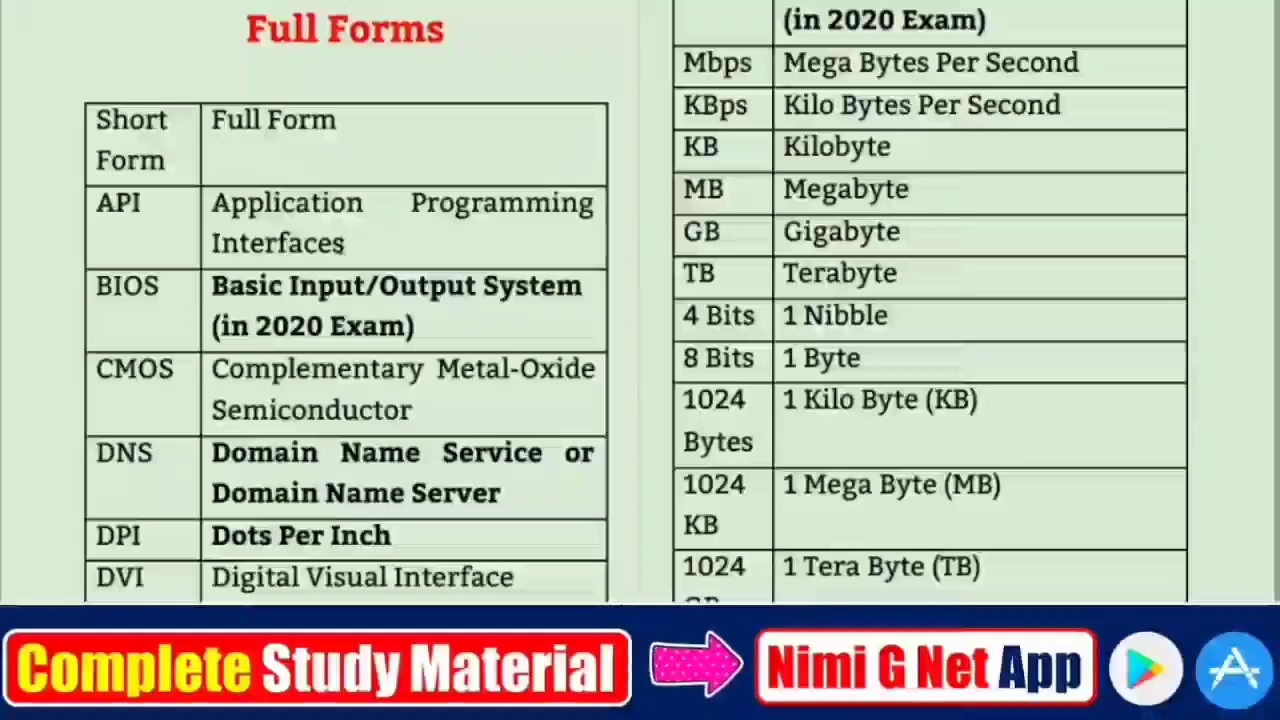 Full Forms
Short Full Form
Form
API Application Programming
Interfaces
BIOS Basic Input/Output System
(in 2020 Exam)
CMOS Complementary Metal-Oxide
Semiconductor
DNS Domain Name Service or
Domain Name Server
DPI Dots Per Inch
DVI Digital Visual Interface
(in 2020 Exam)
Mbps Mega Bytes Per Second
KBps Kilo Bytes Per Second
KB Kilobyte
MB Megabyte
GB Gigabyte
TB Terabyte
4 Bits 1 Nibble
8 Bits 1 Byte
1024 1 Kilo Byte (KB)
Bytes
1024 1 Mega Byte (MB)
KB
1024 1 Tera Byte (TB)
Complete Study Material
Nimi G Net App